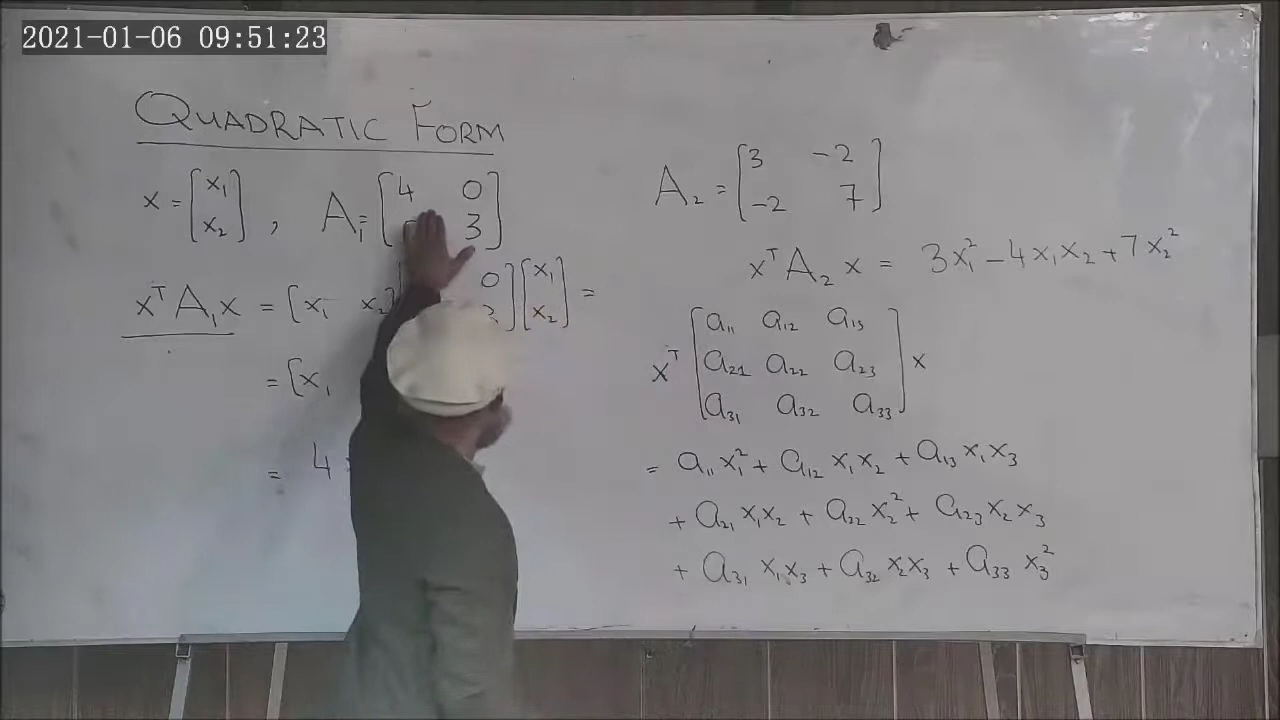 2021-01-06 09:51:23
QUADRATIC FORM
x = [x₁
x₂] , A₁ = [4 0
3]
xᵀA₁x = [x₁ x₂] 0] [x₁
x₂] =
= [x₁
= 4
A₂ = [3 -2
-2 7]
xᵀA₂x = 3x₁² - 4x₁x₂ + 7x₂²
xᵀ [a₁₁ a₁₂ a₁₃
a₂₁ a₂₂ a₂₃
a₃₁ a₃₂ a₃₃] x
= a₁₁x₁² + a₁₂x₁x₂ + a₁₃x₁x₃
+ a₂₁x₁x₂ + a₂₂x₂² + a₂₃x₂x₃
+ a₃₁x₁x₃ + a₃₂x₂x₃ + a₃₃x₃²